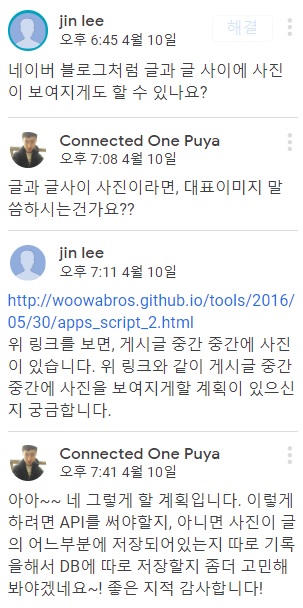 jin lee
오후 6:45 4월 10일
해결
네이버 블로그처럼 글과 글 사이에 사진
이 보여지게도 할 수 있나요?
Connected One Puya
오후 7:08 4월 10일
글과 글사이 사진이라면, 대표이미지 말
씀하시는건가요??
jin lee
오후 7:11 4월 10일
http://woowabros.github.io/tools/2016/
05/30/apps_script_2.html
위 링크를 보면, 게시글 중간 중간에 사진
이 있습니다. 위 링크와 같이 게시글 중간
중간에 사진을 보여지게할 계획이 있으신
지 궁금합니다.
Connected One Puya
오후 7:41 4월 10일
아아~~ 네 그렇게 할 계획입니다. 이렇게
하려면 API를 써야할지, 아니면 사진이 글
의 어느부분에 저장되어있는지 따로 기록
을해서 DB에 따로 저장할지 좀더 고민해
봐야겠네요~! 좋은 지적 감사합니다!